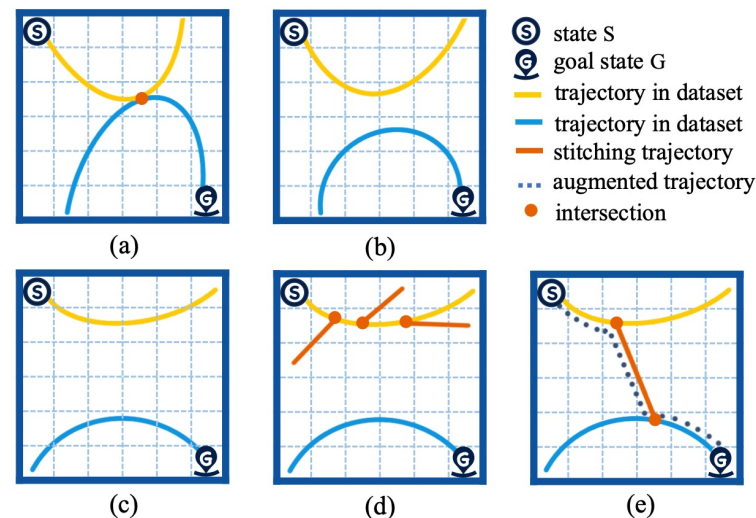 S
G
(a)
S
G
(b)
S state S
G goal state G
trajectory in dataset
trajectory in dataset
stitching trajectory
augmented trajectory
intersection
S
G
(c)
S
G
(d)
S
G
(e)